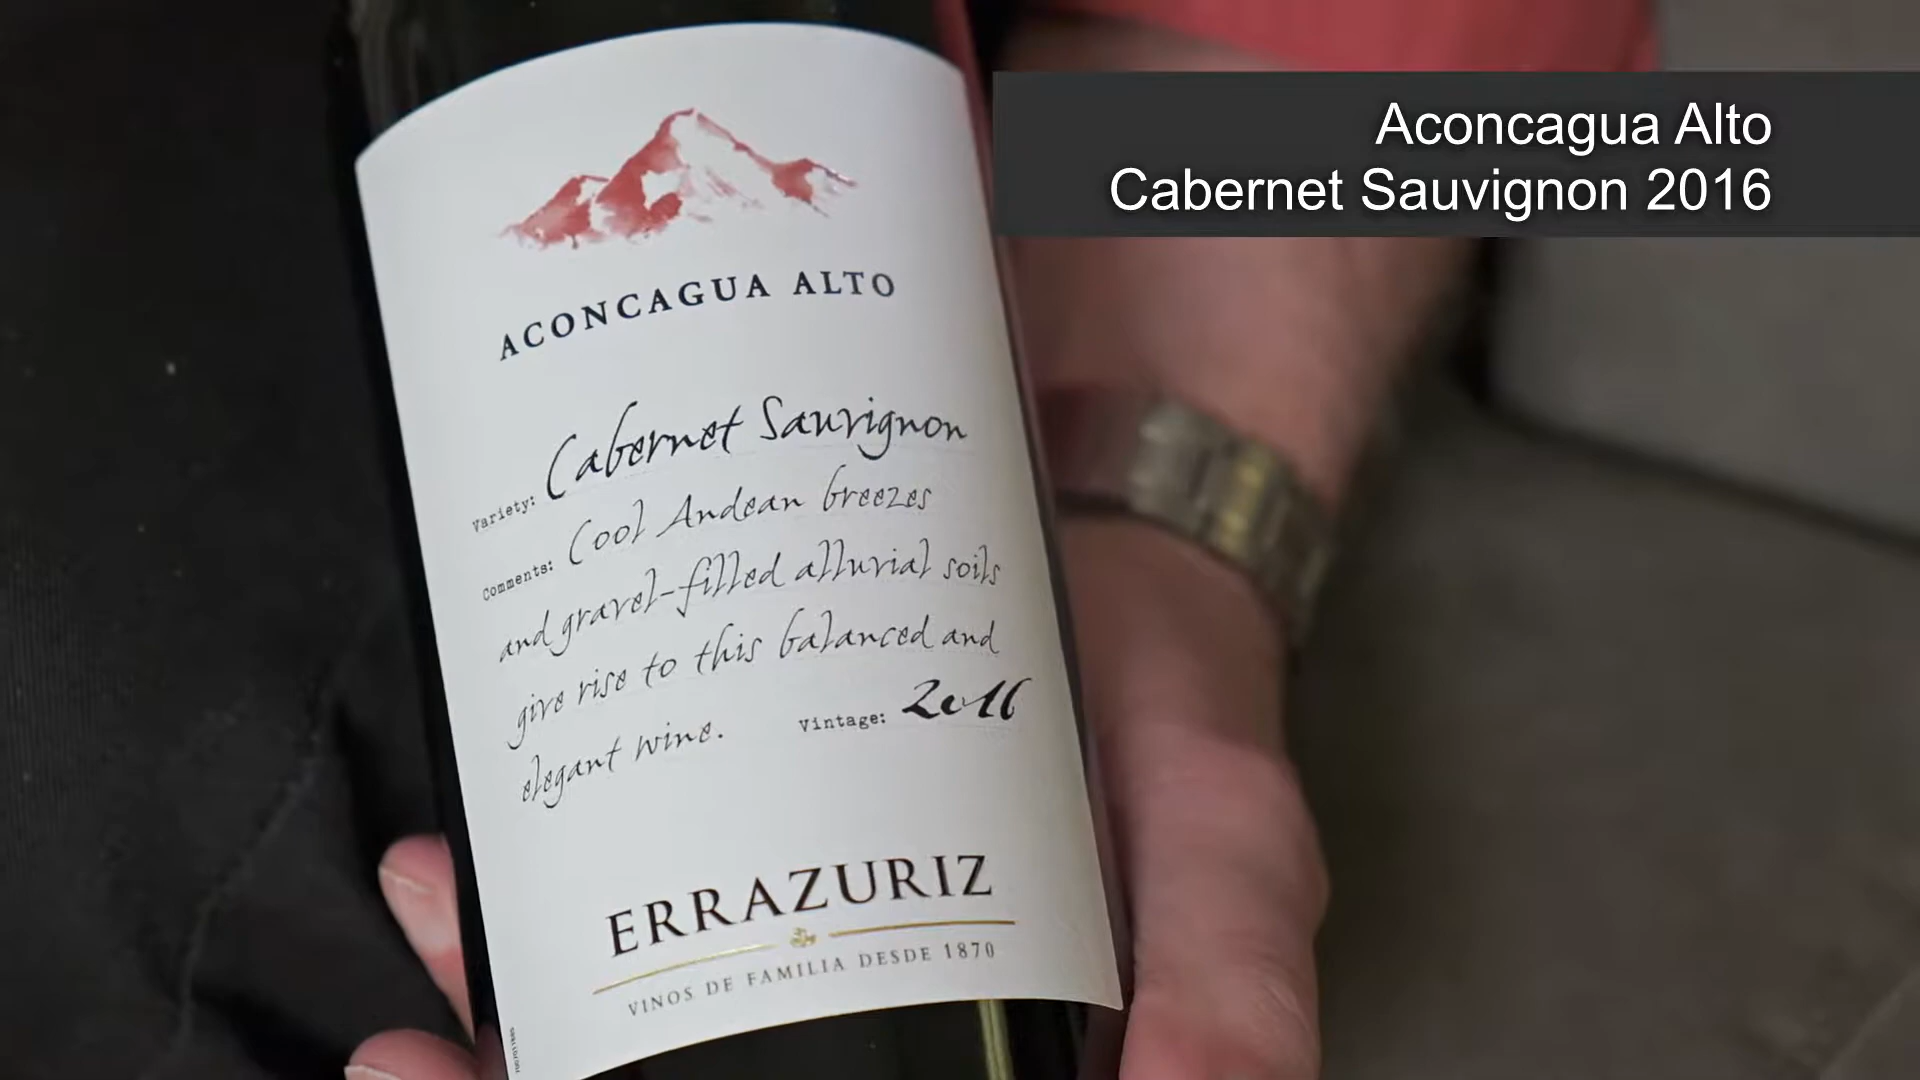 Aconcagua Alto
Cabernet Sauvignon 2016
ACONCAGUA ALTO
Variety: Cabernet Sauvignon
Comments: Cool Andean breezes
and gravel-filled alluvial soils
give rise to this balanced and
elegant wine.
Vintage: 2016
ERRAZURIZ
VINOS DE FAMILIA DESDE 1870